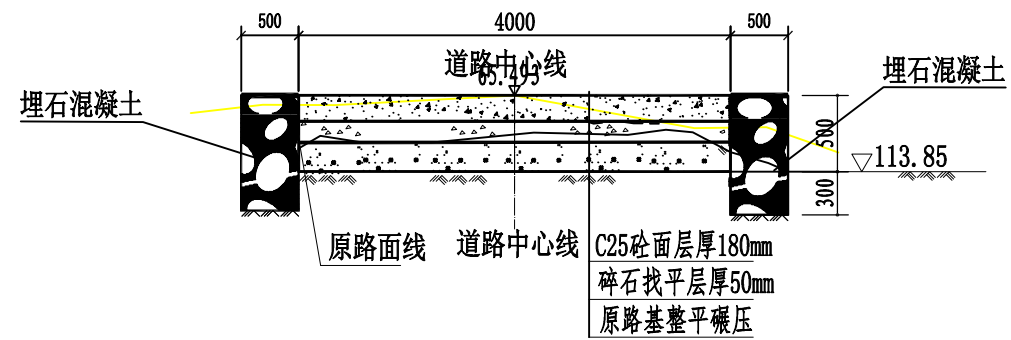 500
4000
500
道路中心线
65.493
埋石混凝土
埋石混凝土
500
113.85
300
原路面线
道路中心线
C25砼面层厚180mm
碎石找平层厚50mm
原路基整平碾压